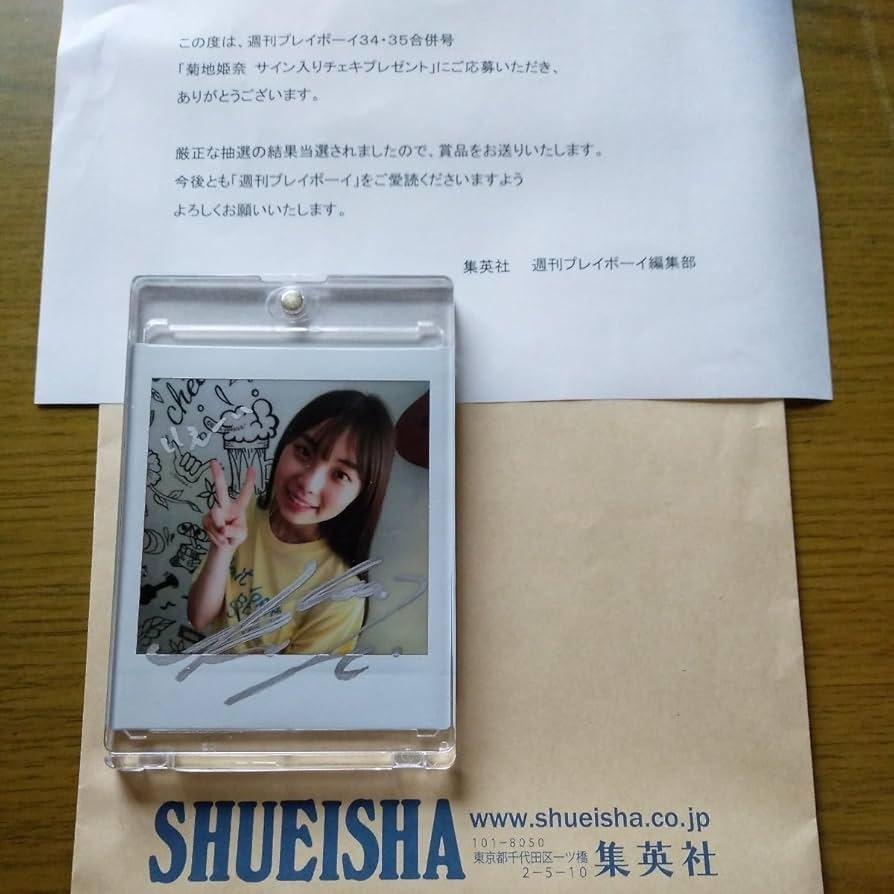 この度は、週刊プレイボーイ34・35合併号
「菊地姫奈 サイン入りチェキプレゼント」にご応募いただき、
ありがとうございます。
厳正な抽選の結果当選されましたので、賞品をお送りいたします。
今後とも「週刊プレイボーイ」をご愛読くださいますよう
よろしくお願いいたします。
集英社 週刊プレイボーイ編集部
SHUEISHA
www.shueisha.co.jp
101-8050
東京都千代田区一ツ橋
2-5-10
集英社